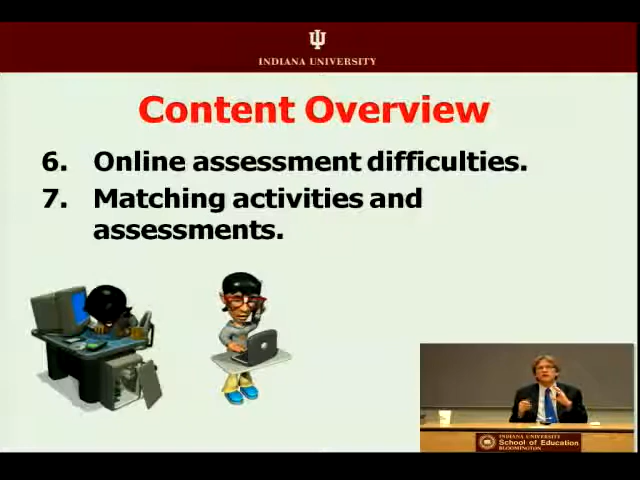 INDIANA UNIVERSITY
Content Overview
6. Online assessment difficulties.
7. Matching activities and
assessments.
INDIANA UNIVERSITY
School of Education
BLOOMINGTON